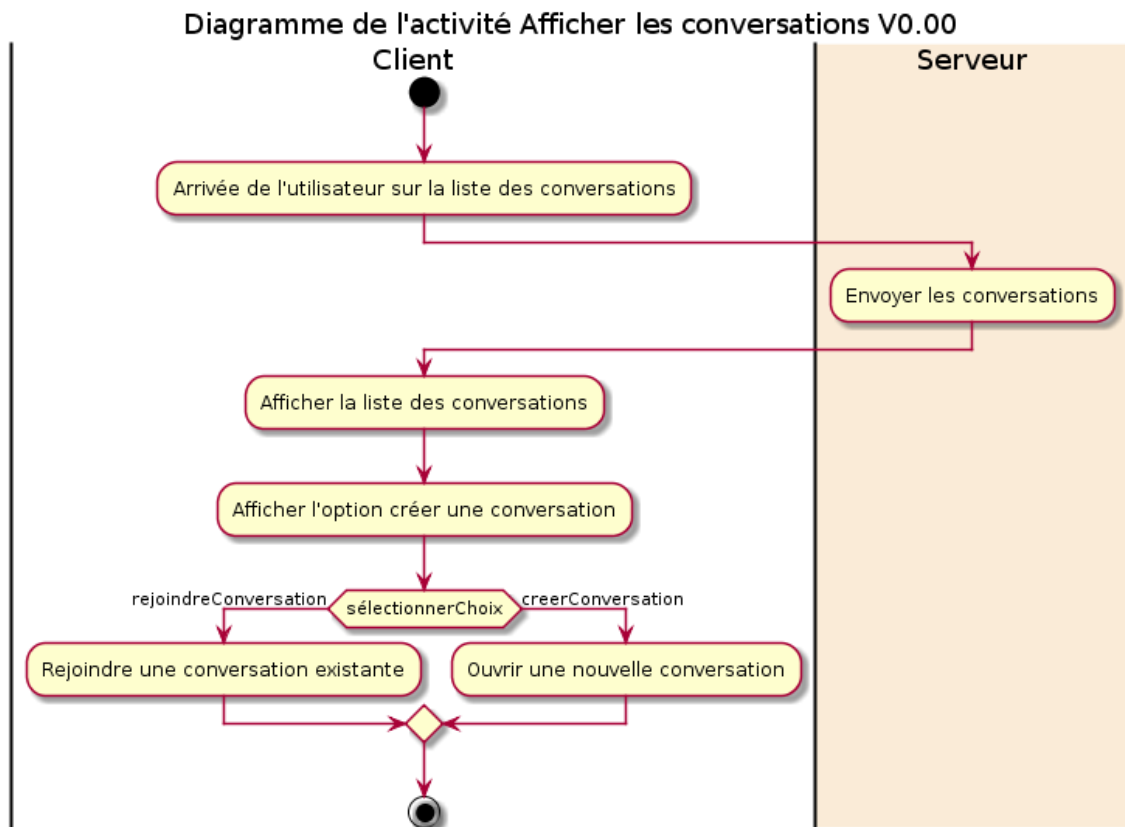 Diagramme de l'activité Afficher les conversations V0.00
Client
Serveur
Arrivée de l'utilisateur sur la liste des conversations
Envoyer les conversations
Afficher la liste des conversations
Afficher l'option créer une conversation
rejoindreConversation
sélectionnerChoix
creerConversation
Rejoindre une conversation existante
Ouvrir une nouvelle conversation